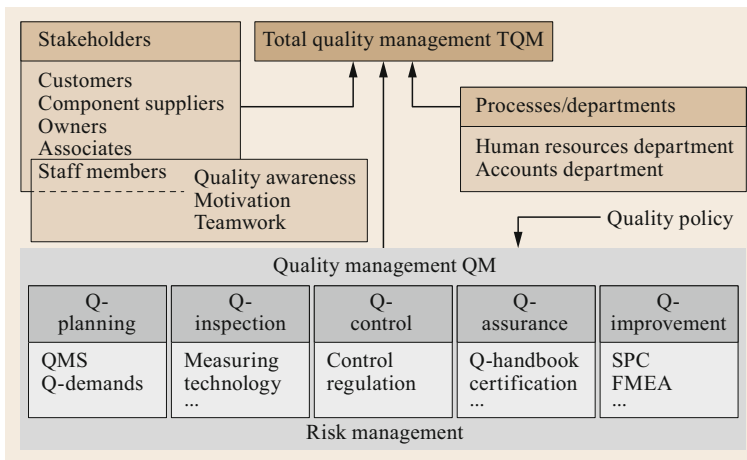 Stakeholders
Customers
Component suppliers
Owners
Associates
Staff members
Quality awareness
Motivation
Teamwork
Total quality management TQM
Processes/departments
Human resources department
Accounts department
Quality policy
Quality management QM
Q-
planning
QMS
Q-demands
Q-
inspection
Measuring
technology
...
Q-
control
Control
regulation
Q-
assurance
Q-handbook
certification
...
Q-
improvement
SPC
FMEA
...
Risk management